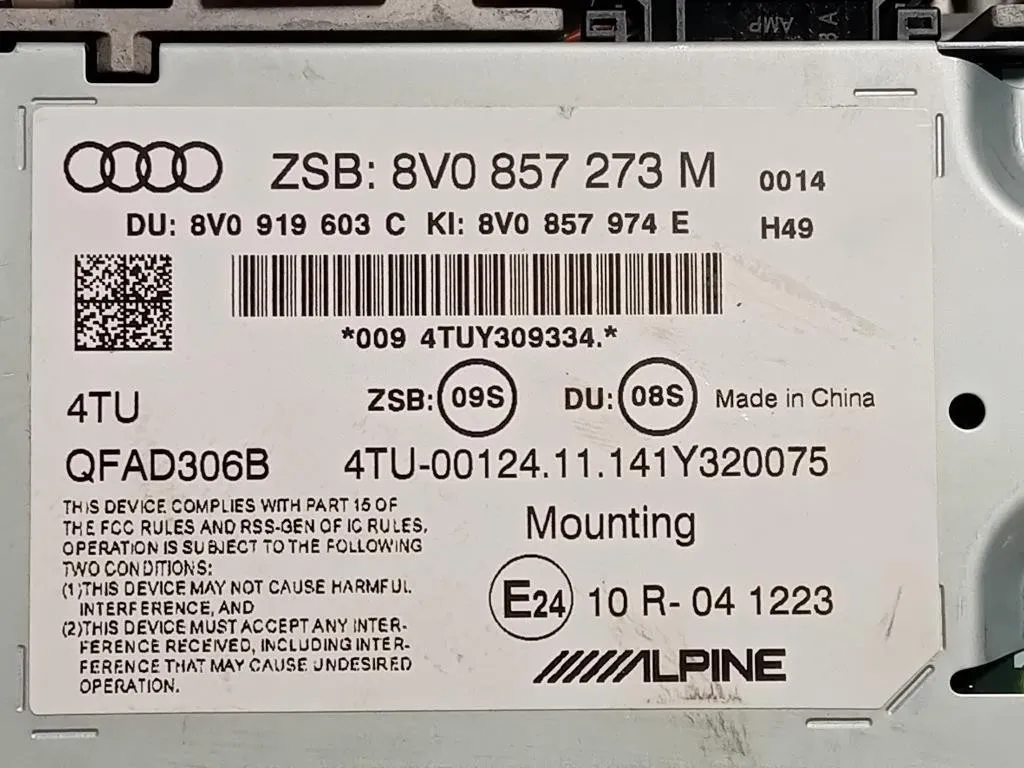 AMP
8A
ZSB: 8V0 857 273 M 0014
DU: 8V0 919 603 C KI: 8V0 857 974 E H49
*009 4TUY309334.*
4TU ZSB: 09S DU: 08S Made in China
QFAD306B 4TU-00124.11.141Y320075
THIS DEVICE COMPLIES WITH PART 15 OF
THE FCC RULES AND RSS-GEN OF IC RULES,
OPERATION IS SUBJECT TO THE FOLLOWING
TWO CONDITIONS:
(1)THIS DEVICE MAY NOT CAUSE HARMFUL
INTERFERENCE, AND
(2)THIS DEVICE MUST ACCEPT ANY INTER-
FERENCE RECEIVED, INCLUDING INTER-
FERENCE THAT MAY CAUSE UNDESIRED
OPERATION.
Mounting
E24 10 R- 04 1223
ALPINE